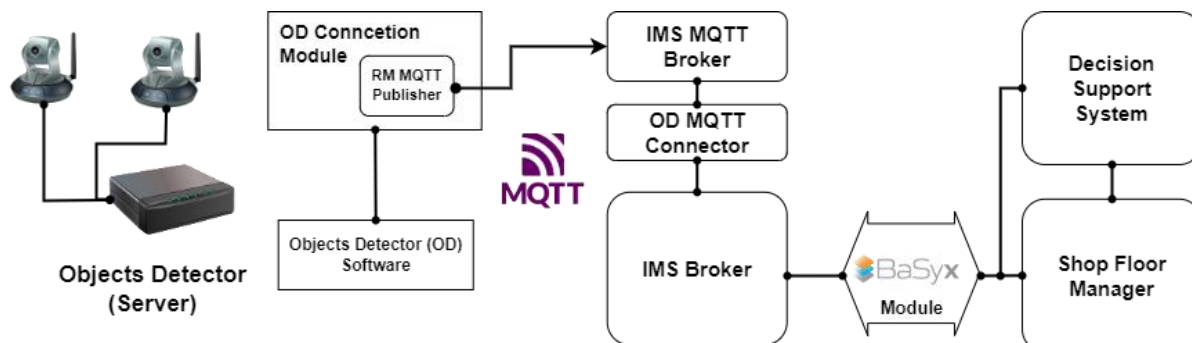 Objects Detector
(Server)
OD Conncetion
Module
RM MQTT
Publisher
Objects Detector (OD)
Software
MQTT
IMS MQTT
Broker
OD MQTT
Connector
IMS Broker
BaSyx
Module
Decision
Support
System
Shop Floor
Manager